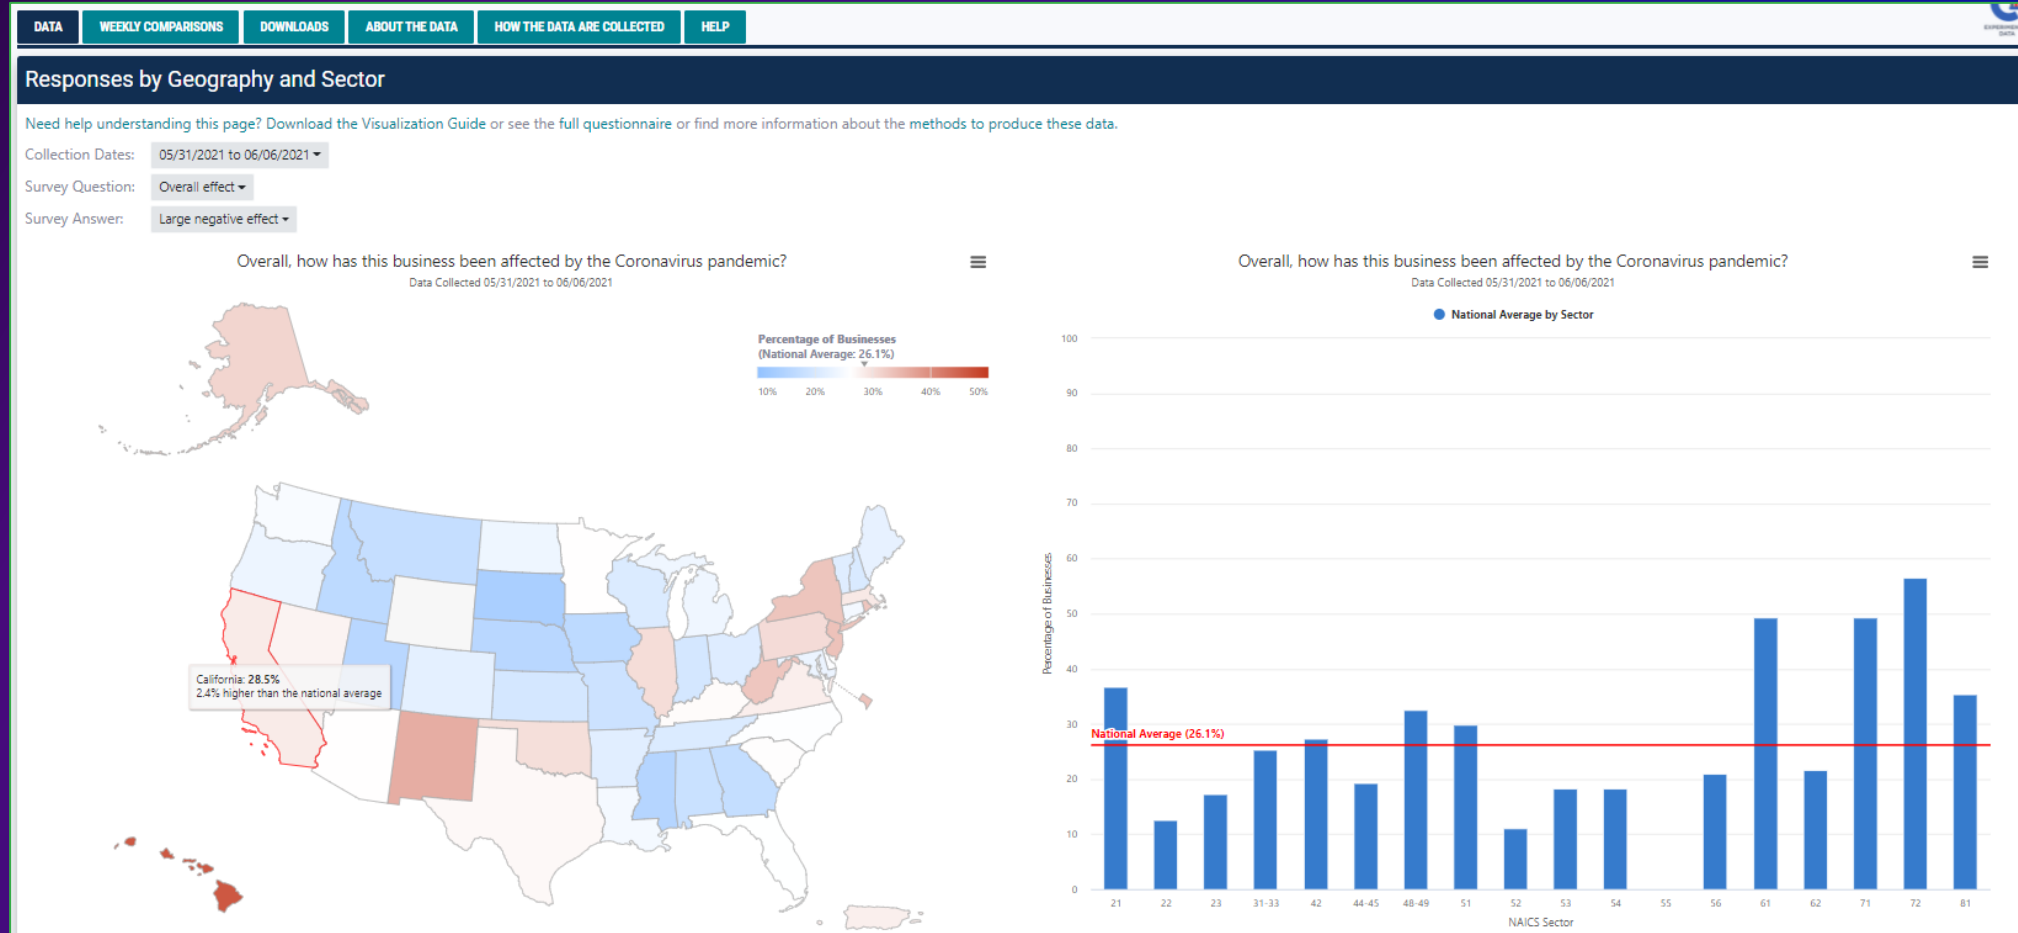 DATA
WEEKLY COMPARISONS
DOWNLOADS
ABOUT THE DATA
HOW THE DATA ARE COLLECTED
HELP
EXPERIMENTAL
DATA
Responses by Geography and Sector
Need help understanding this page? Download the Visualization Guide or see the full questionnaire or find more information about the methods to produce these data.
Collection Dates: 05/31/2021 to 06/06/2021
Survey Question: Overall effect
Survey Answer: Large negative effect
Overall, how has this business been affected by the Coronavirus pandemic?
Data Collected 05/31/2021 to 06/06/2021
Percentage of Businesses
(National Average: 26.1%)
10% 20% 30% 40% 50%
California: 28.5%
2.4% higher than the national average
Overall, how has this business been affected by the Coronavirus pandemic?
Data Collected 05/31/2021 to 06/06/2021
National Average by Sector
100
90
80
70
60
50
40
30
20
10
0
Percentage of Businesses
National Average (26.1%)
21 22 23 31-33 42 44-45 48-49 51 52 53 54 55 56 61 62 71 72 81
NAICS Sector